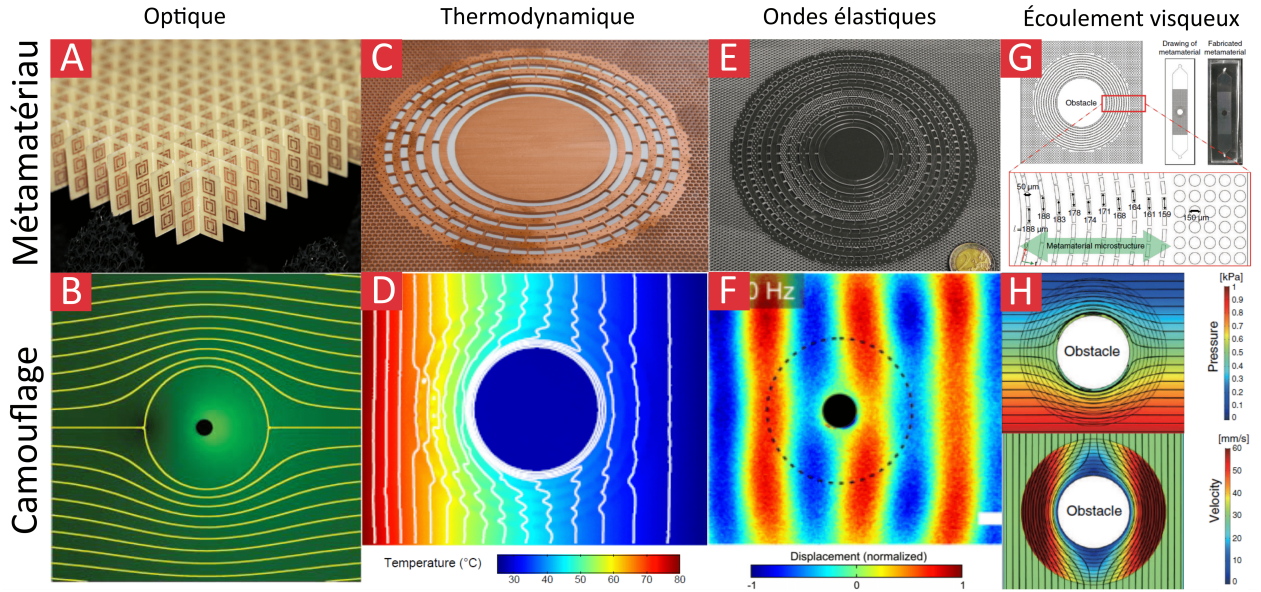 Optique
Thermodynamique
Ondes élastiques
Écoulement visqueux
Métamatériau
A
C
E
G
Drawing of
metamaterial
Fabricated
metamaterial
Obstacle
50 μm
188
183
178
174
171
168
164
161
159
150 μm
l=188 μm
Metamaterial microstructure
Camouflage
B
D
F
0 Hz
H
Obstacle
[kPa]
1
0.9
0.8
0.7
0.6
0.5
0.4
0.3
0.2
0.1
0
Pressure
Obstacle
[mm/s]
60
50
40
30
20
10
0
Velocity
Temperature (°C)
30 40 50 60 70 80
Displacement (normalized)
-1 0 1